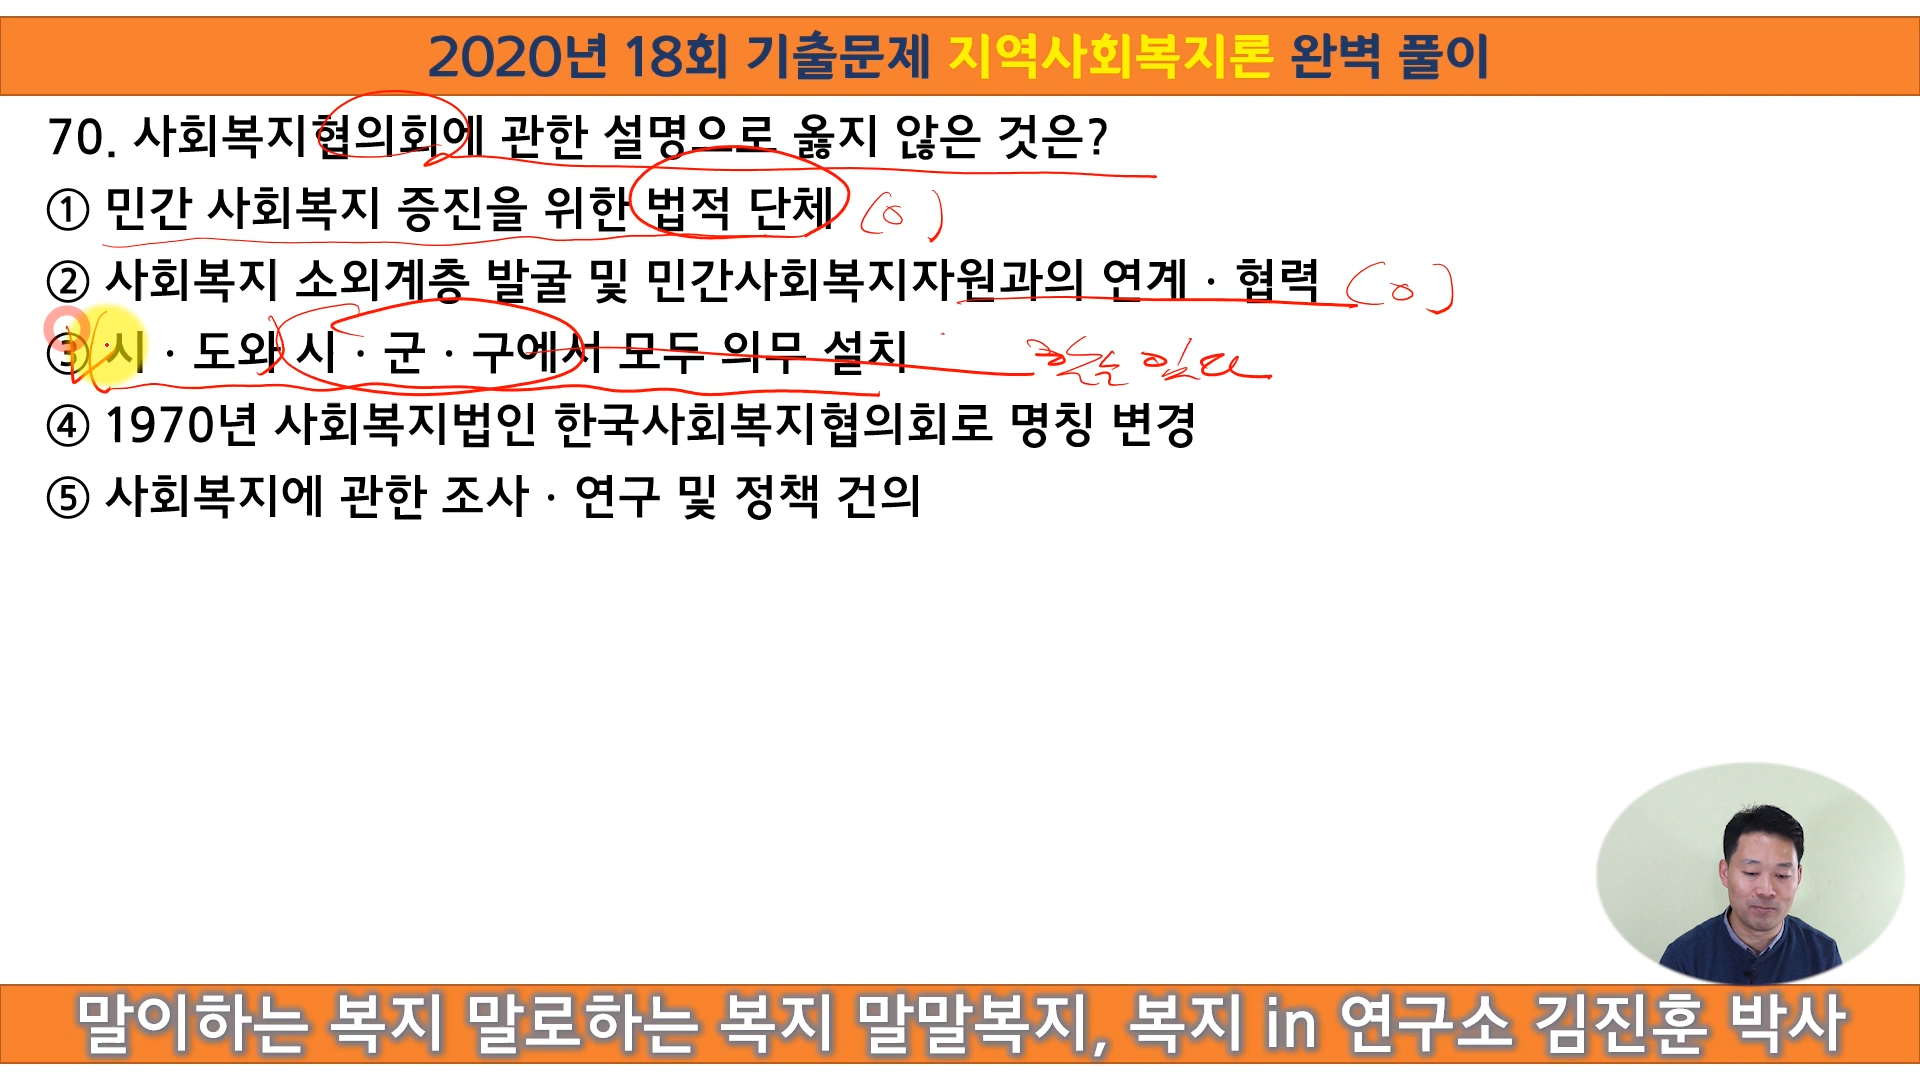 2020년 18회 기출문제 지역사회복지론 완벽 풀이
70. 사회복지협의회에 관한 설명으로 옳지 않은 것은?
① 민간 사회복지 증진을 위한 법적 단체 (o)
② 사회복지 소외계층 발굴 및 민간사회복지자원과의 연계 · 협력 (o)
③ 시 · 도와 시 · 군 · 구에서 모두 의무 설치 할수 있다
④ 1970년 사회복지법인 한국사회복지협의회로 명칭 변경
⑤ 사회복지에 관한 조사 · 연구 및 정책 건의
말이하는 복지 말로하는 복지 말말복지, 복지 in 연구소 김진훈 박사